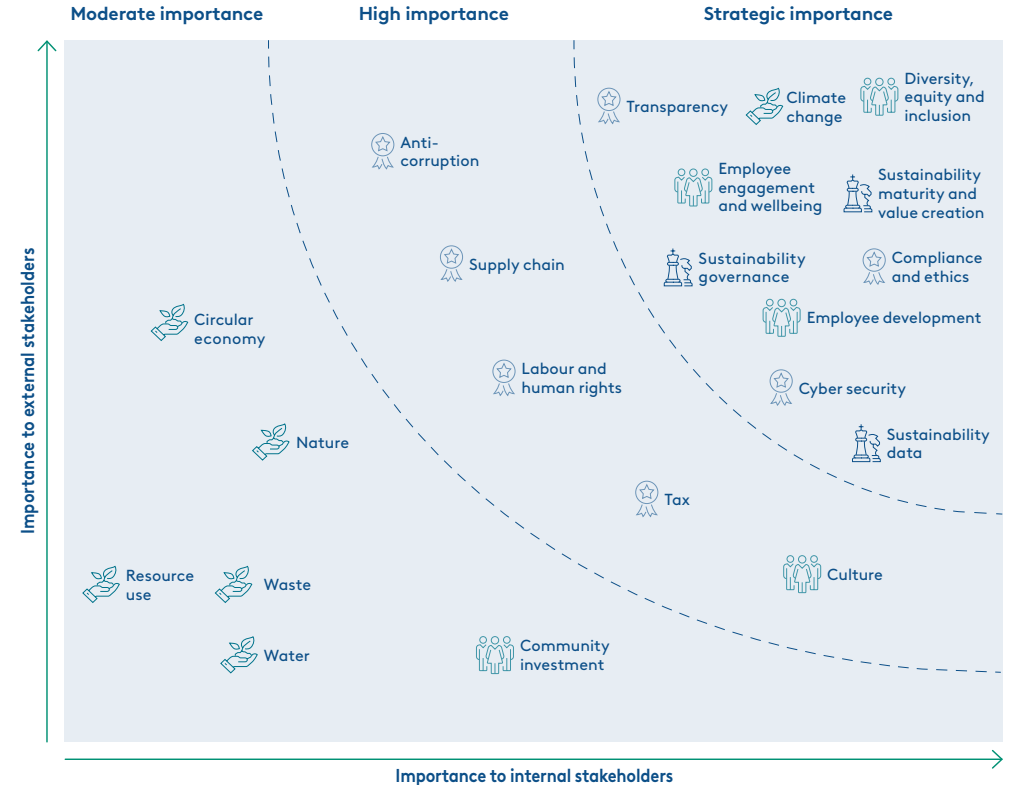 Moderate importance
High importance
Strategic importance
Importance to external stakeholders
Transparency
Climate
change
Diversity,
equity and
inclusion
Anti-
corruption
Employee
engagement
and wellbeing
Sustainability
maturity and
value creation
Supply chain
Sustainability
governance
Compliance
and ethics
Circular
economy
Employee development
Labour and
human rights
Cyber security
Nature
Sustainability
data
Tax
Resource
use
Waste
Culture
Water
Community
investment
Importance to internal stakeholders